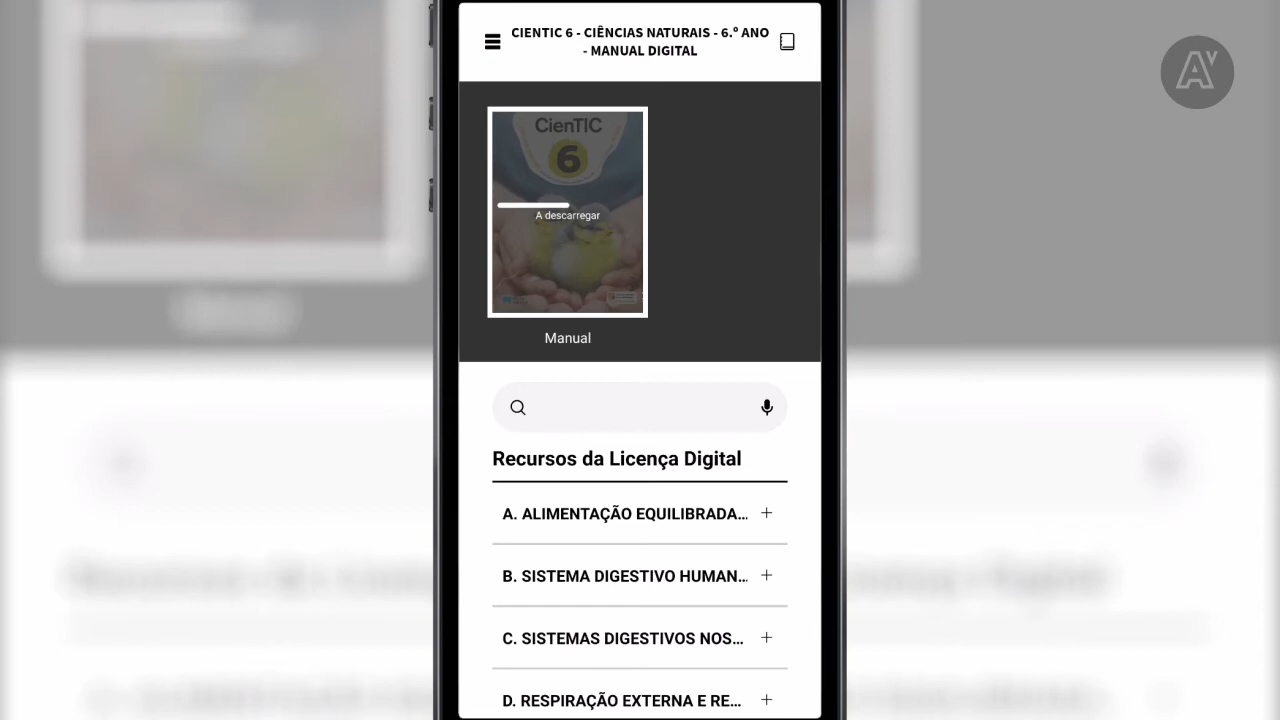 CIENTIC 6 - CIÊNCIAS NATURAIS - 6.º ANO
- MANUAL DIGITAL
CienTIC
6
A descarregar
Manual
Recursos da Licença Digital
A. ALIMENTAÇÃO EQUILIBRADA...
B. SISTEMA DIGESTIVO HUMAN...
C. SISTEMAS DIGESTIVOS NOS...
D. RESPIRAÇÃO EXTERNA E RE...
AV